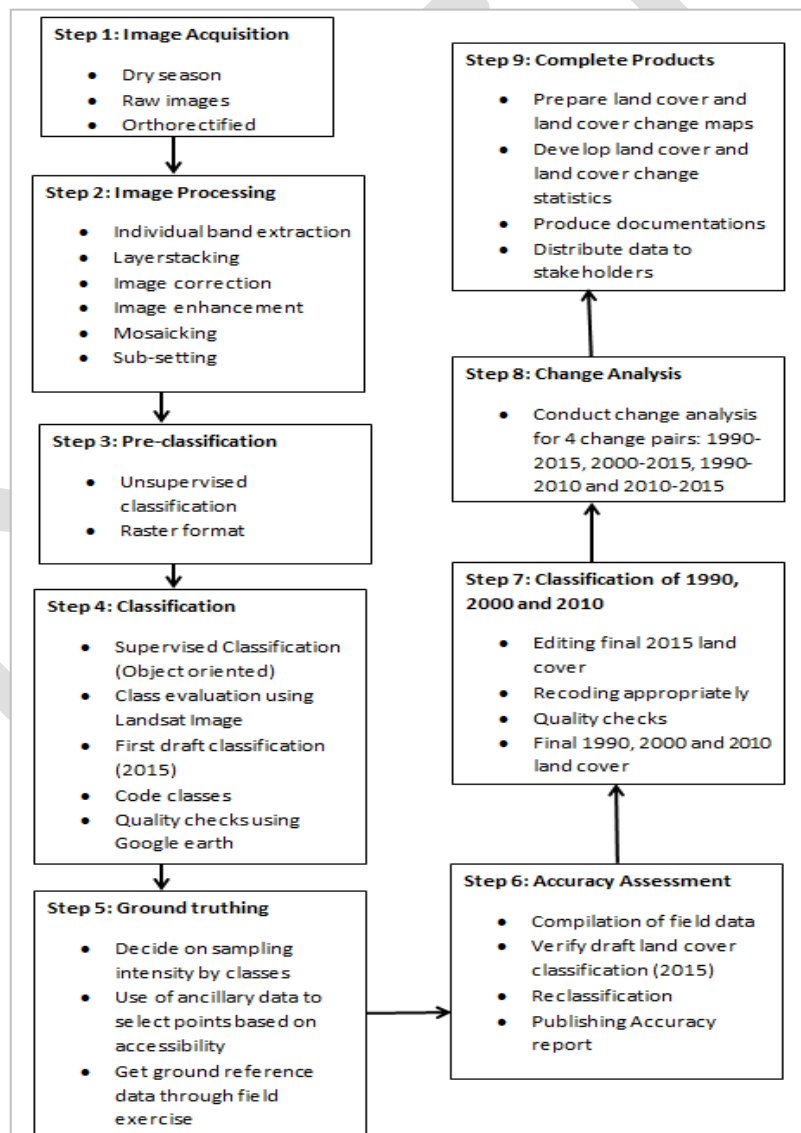 Step 1: Image Acquisition
• Dry season
• Raw images
• Orthorectified
Step 2: Image Processing
• Individual band extraction
• Layerstacking
• Image correction
• Image enhancement
• Mosaicking
• Sub-setting
Step 3: Pre-classification
• Unsupervised
classification
• Raster format
Step 4: Classification
• Supervised Classification
(Object oriented)
• Class evaluation using
Landsat Image
• First draft classification
(2015)
• Code classes
• Quality checks using
Google earth
Step 5: Ground truthing
• Decide on sampling
intensity by classes
• Use of ancillary data to
select points based on
accessibility
• Get ground reference
data through field
exercise
Step 6: Accuracy Assessment
• Compilation of field data
• Verify draft land cover
classification (2015)
• Reclassification
• Publishing Accuracy
report
Step 7: Classification of 1990,
2000 and 2010
• Editing final 2015 land
cover
• Recoding appropriately
• Quality checks
• Final 1990, 2000 and 2010
land cover
Step 8: Change Analysis
• Conduct change analysis
for 4 change pairs: 1990-
2015, 2000-2015, 1990-
2010 and 2010-2015
Step 9: Complete Products
• Prepare land cover and
land cover change maps
• Develop land cover and
land cover change
statistics
• Produce documentations
• Distribute data to
stakeholders